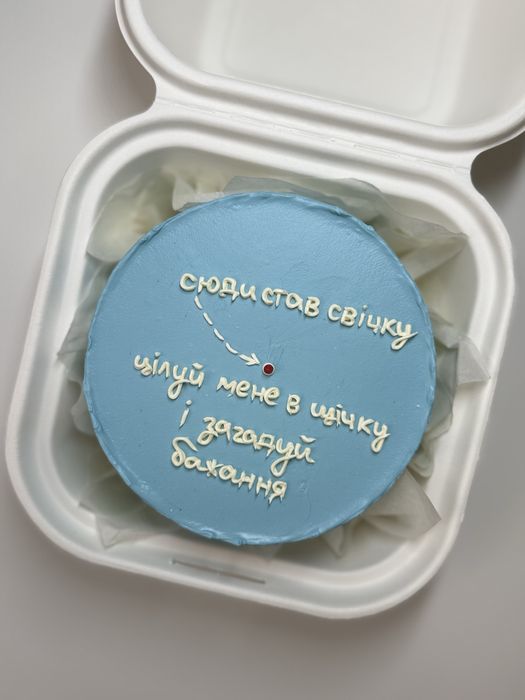 сюди став свічку
цілуй мене в щічку
і загадуй
бажання